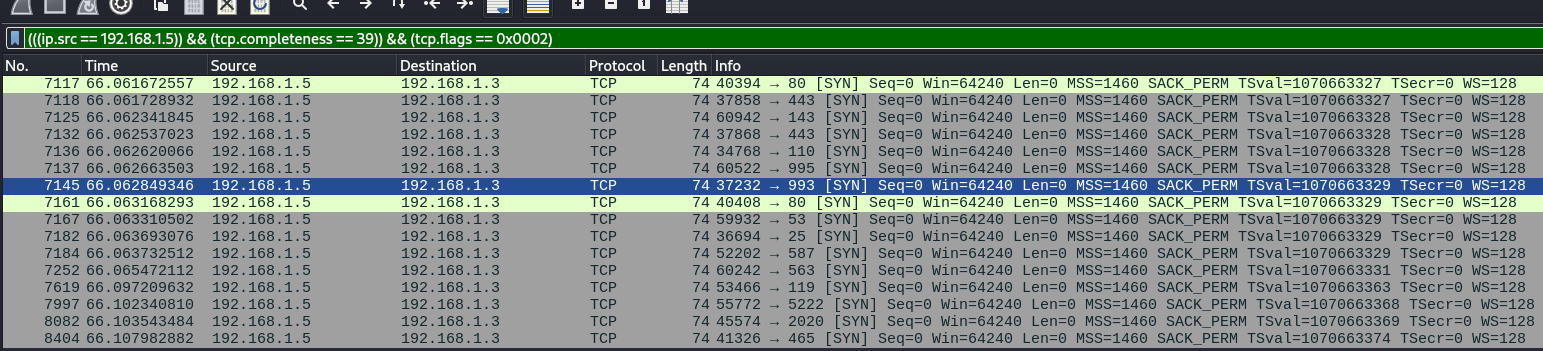 (((ip.src == 192.168.1.5)) && (tcp.completeness == 39)) && (tcp.flags == 0x0002)
No. Time Source Destination Protocol Length Info
7117 66.061672557 192.168.1.5 192.168.1.3 TCP 74 40394 → 80 [SYN] Seq=0 Win=64240 Len=0 MSS=1460 SACK_PERM TSval=1070663327 TSecr=0 WS=128
7118 66.061728932 192.168.1.5 192.168.1.3 TCP 74 37858 → 443 [SYN] Seq=0 Win=64240 Len=0 MSS=1460 SACK_PERM TSval=1070663327 TSecr=0 WS=128
7125 66.062341845 192.168.1.5 192.168.1.3 TCP 74 60942 → 143 [SYN] Seq=0 Win=64240 Len=0 MSS=1460 SACK_PERM TSval=1070663328 TSecr=0 WS=128
7132 66.062537023 192.168.1.5 192.168.1.3 TCP 74 37868 → 443 [SYN] Seq=0 Win=64240 Len=0 MSS=1460 SACK_PERM TSval=1070663328 TSecr=0 WS=128
7136 66.062620066 192.168.1.5 192.168.1.3 TCP 74 34768 → 110 [SYN] Seq=0 Win=64240 Len=0 MSS=1460 SACK_PERM TSval=1070663328 TSecr=0 WS=128
7137 66.062663503 192.168.1.5 192.168.1.3 TCP 74 60522 → 995 [SYN] Seq=0 Win=64240 Len=0 MSS=1460 SACK_PERM TSval=1070663328 TSecr=0 WS=128
7145 66.062849346 192.168.1.5 192.168.1.3 TCP 74 37232 → 993 [SYN] Seq=0 Win=64240 Len=0 MSS=1460 SACK_PERM TSval=1070663329 TSecr=0 WS=128
7161 66.063168293 192.168.1.5 192.168.1.3 TCP 74 40408 → 80 [SYN] Seq=0 Win=64240 Len=0 MSS=1460 SACK_PERM TSval=1070663329 TSecr=0 WS=128
7167 66.063310502 192.168.1.5 192.168.1.3 TCP 74 59932 → 53 [SYN] Seq=0 Win=64240 Len=0 MSS=1460 SACK_PERM TSval=1070663329 TSecr=0 WS=128
7182 66.063693076 192.168.1.5 192.168.1.3 TCP 74 36694 → 25 [SYN] Seq=0 Win=64240 Len=0 MSS=1460 SACK_PERM TSval=1070663329 TSecr=0 WS=128
7184 66.063732512 192.168.1.5 192.168.1.3 TCP 74 52202 → 587 [SYN] Seq=0 Win=64240 Len=0 MSS=1460 SACK_PERM TSval=1070663329 TSecr=0 WS=128
7252 66.065472112 192.168.1.5 192.168.1.3 TCP 74 60242 → 563 [SYN] Seq=0 Win=64240 Len=0 MSS=1460 SACK_PERM TSval=1070663331 TSecr=0 WS=128
7619 66.097209632 192.168.1.5 192.168.1.3 TCP 74 53466 → 119 [SYN] Seq=0 Win=64240 Len=0 MSS=1460 SACK_PERM TSval=1070663363 TSecr=0 WS=128
7997 66.102340810 192.168.1.5 192.168.1.3 TCP 74 55772 → 5222 [SYN] Seq=0 Win=64240 Len=0 MSS=1460 SACK_PERM TSval=1070663368 TSecr=0 WS=128
8082 66.103543484 192.168.1.5 192.168.1.3 TCP 74 45574 → 2020 [SYN] Seq=0 Win=64240 Len=0 MSS=1460 SACK_PERM TSval=1070663369 TSecr=0 WS=128
8404 66.107982882 192.168.1.5 192.168.1.3 TCP 74 41326 → 465 [SYN] Seq=0 Win=64240 Len=0 MSS=1460 SACK_PERM TSval=1070663374 TSecr=0 WS=128